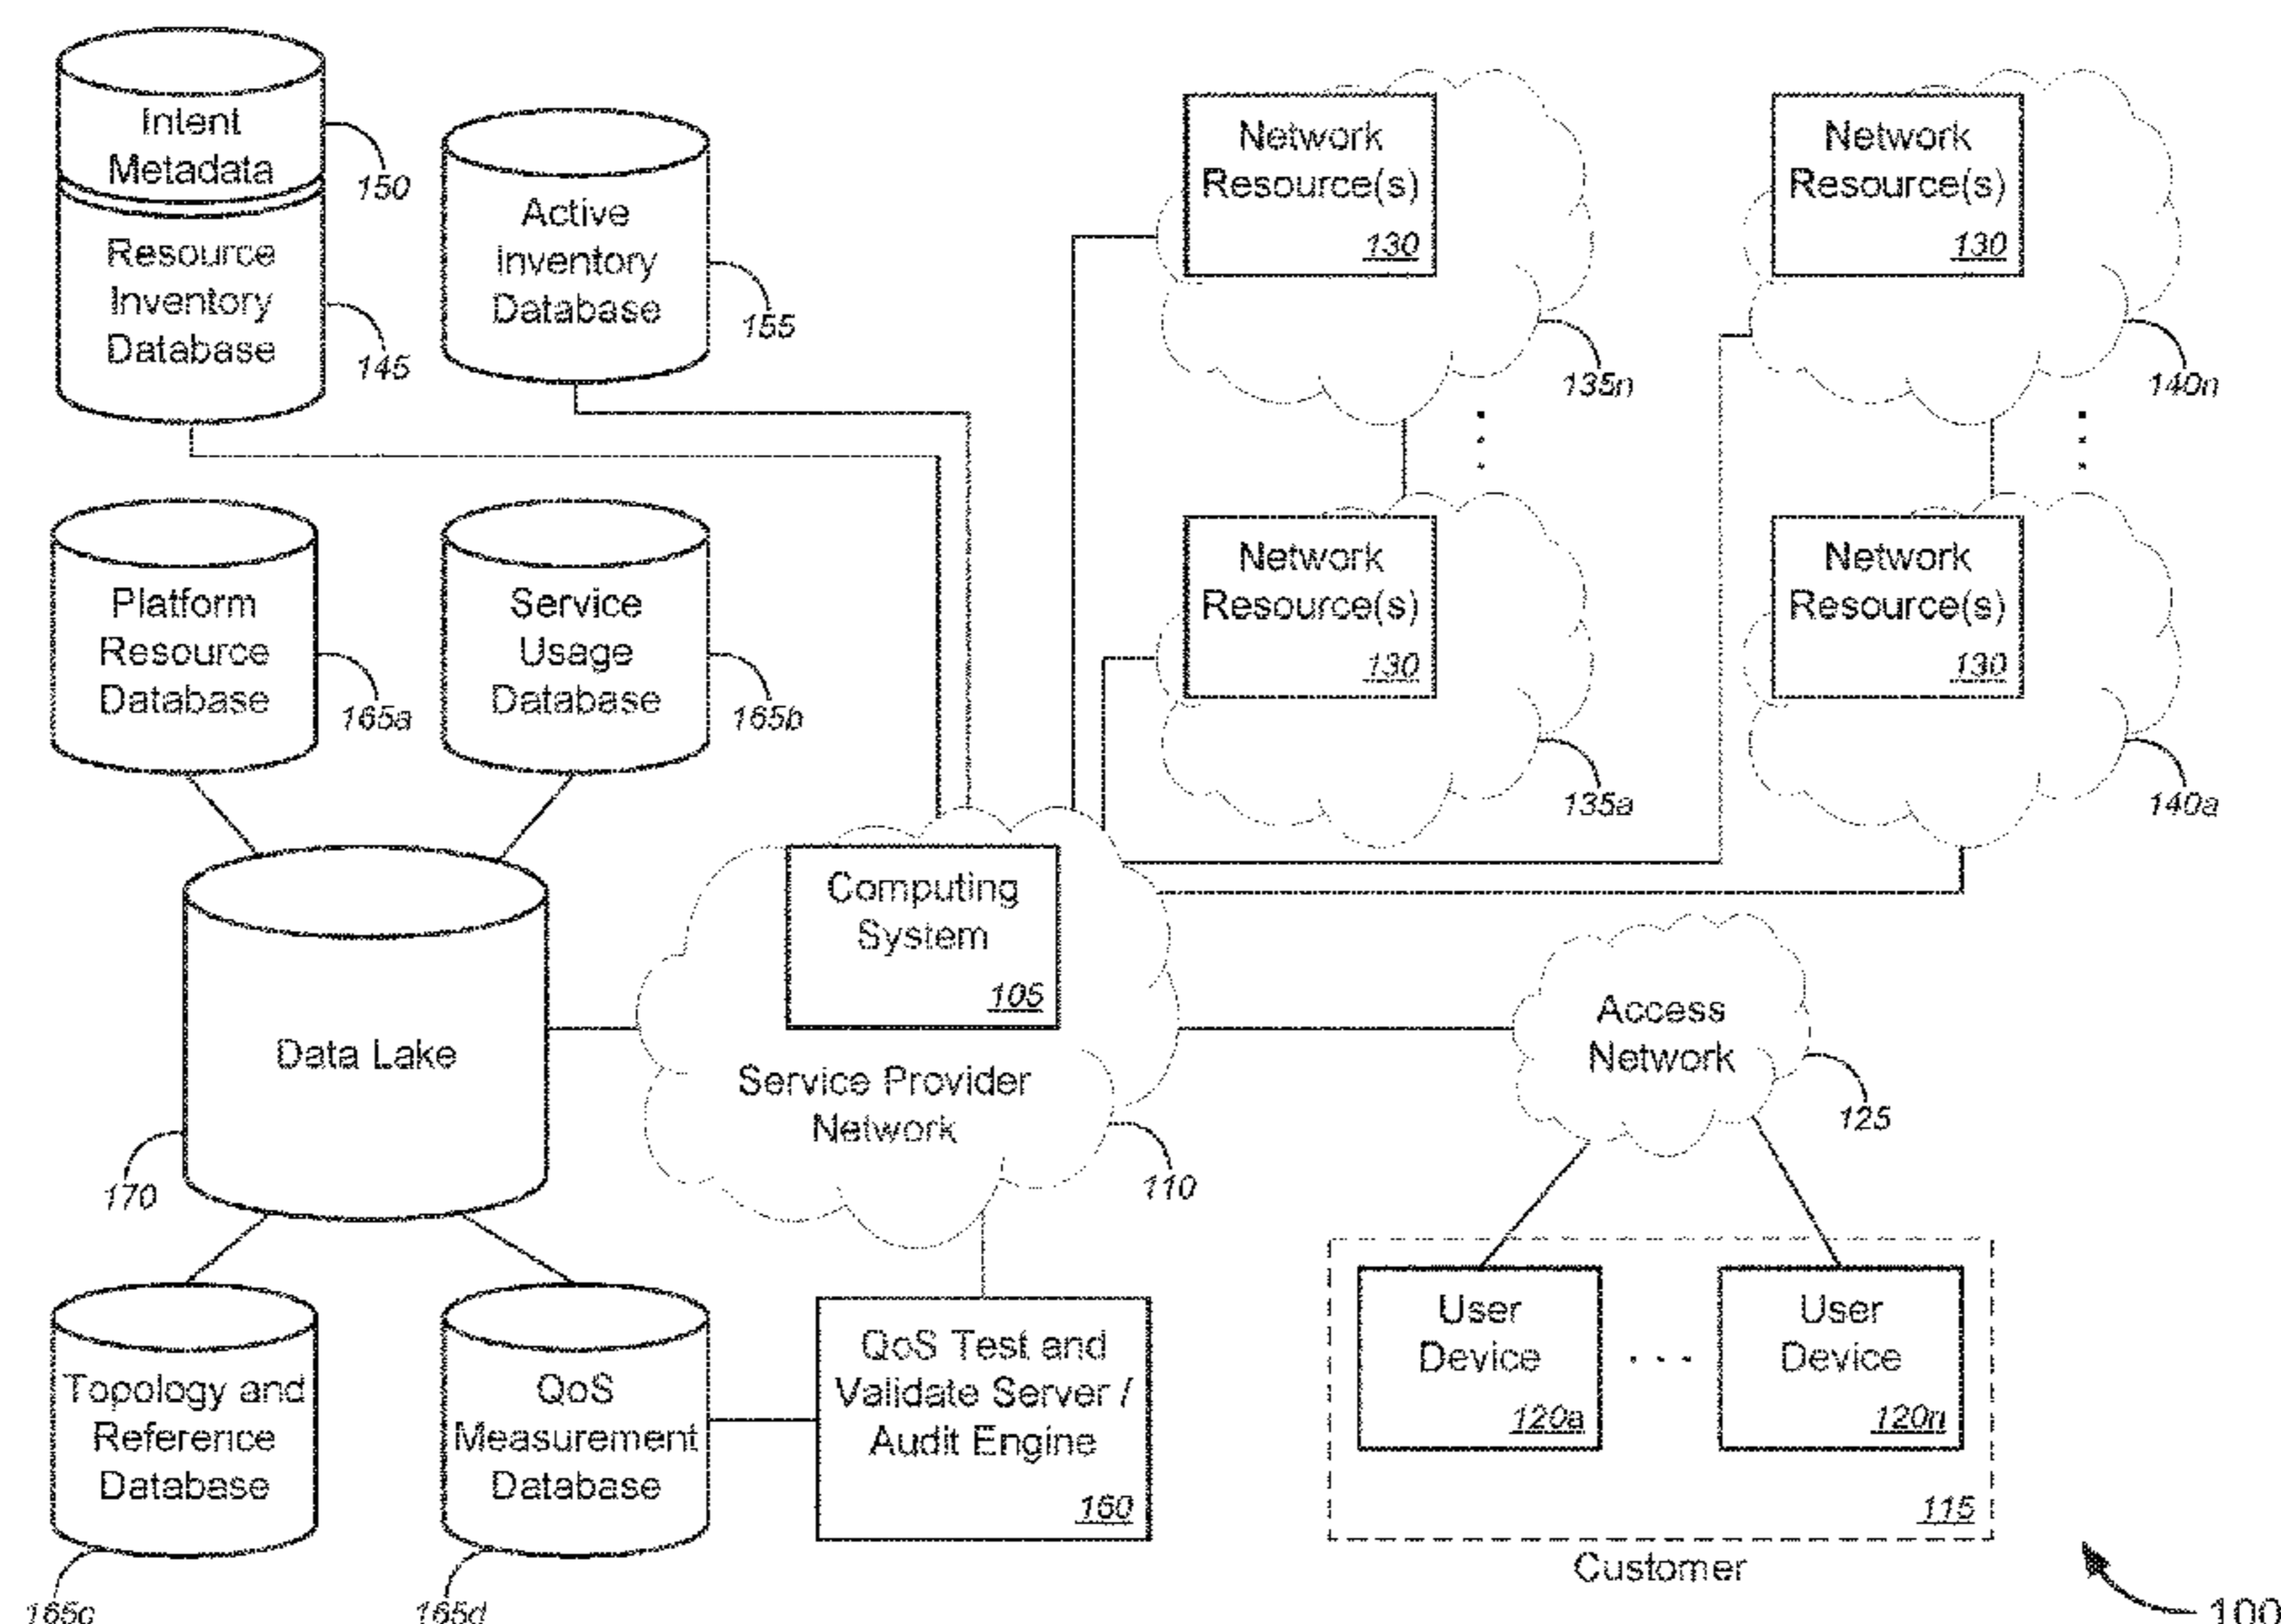 Intent
Metadata
150
Resource
Inventory
Database
145
Active
Inventory
Database
155
Network
Resource(s)
130
135n
Network
Resource(s)
130
140n
Network
Resource(s)
130
135a
Network
Resource(s)
130
140a
Platform
Resource
Database
165a
Service
Usage
Database
165b
Data Lake
170
Computing
System
105
Service Provider
Network
110
Access
Network
125
Topology and
Reference
Database
165c
QoS
Measurement
Database
165d
QoS Test and
Validate Server /
Audit Engine
160
User
Device
120a
. . .
User
Device
120n
115
Customer
100